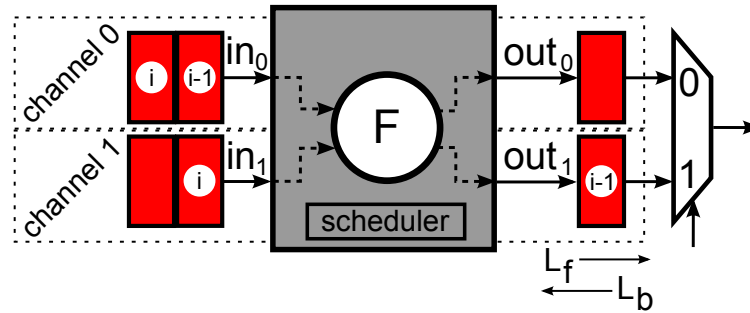 channel 0
i
i-1
in0
out0
0
F
channel 1
i
in1
out1
i-1
1
scheduler
Lf
Lb